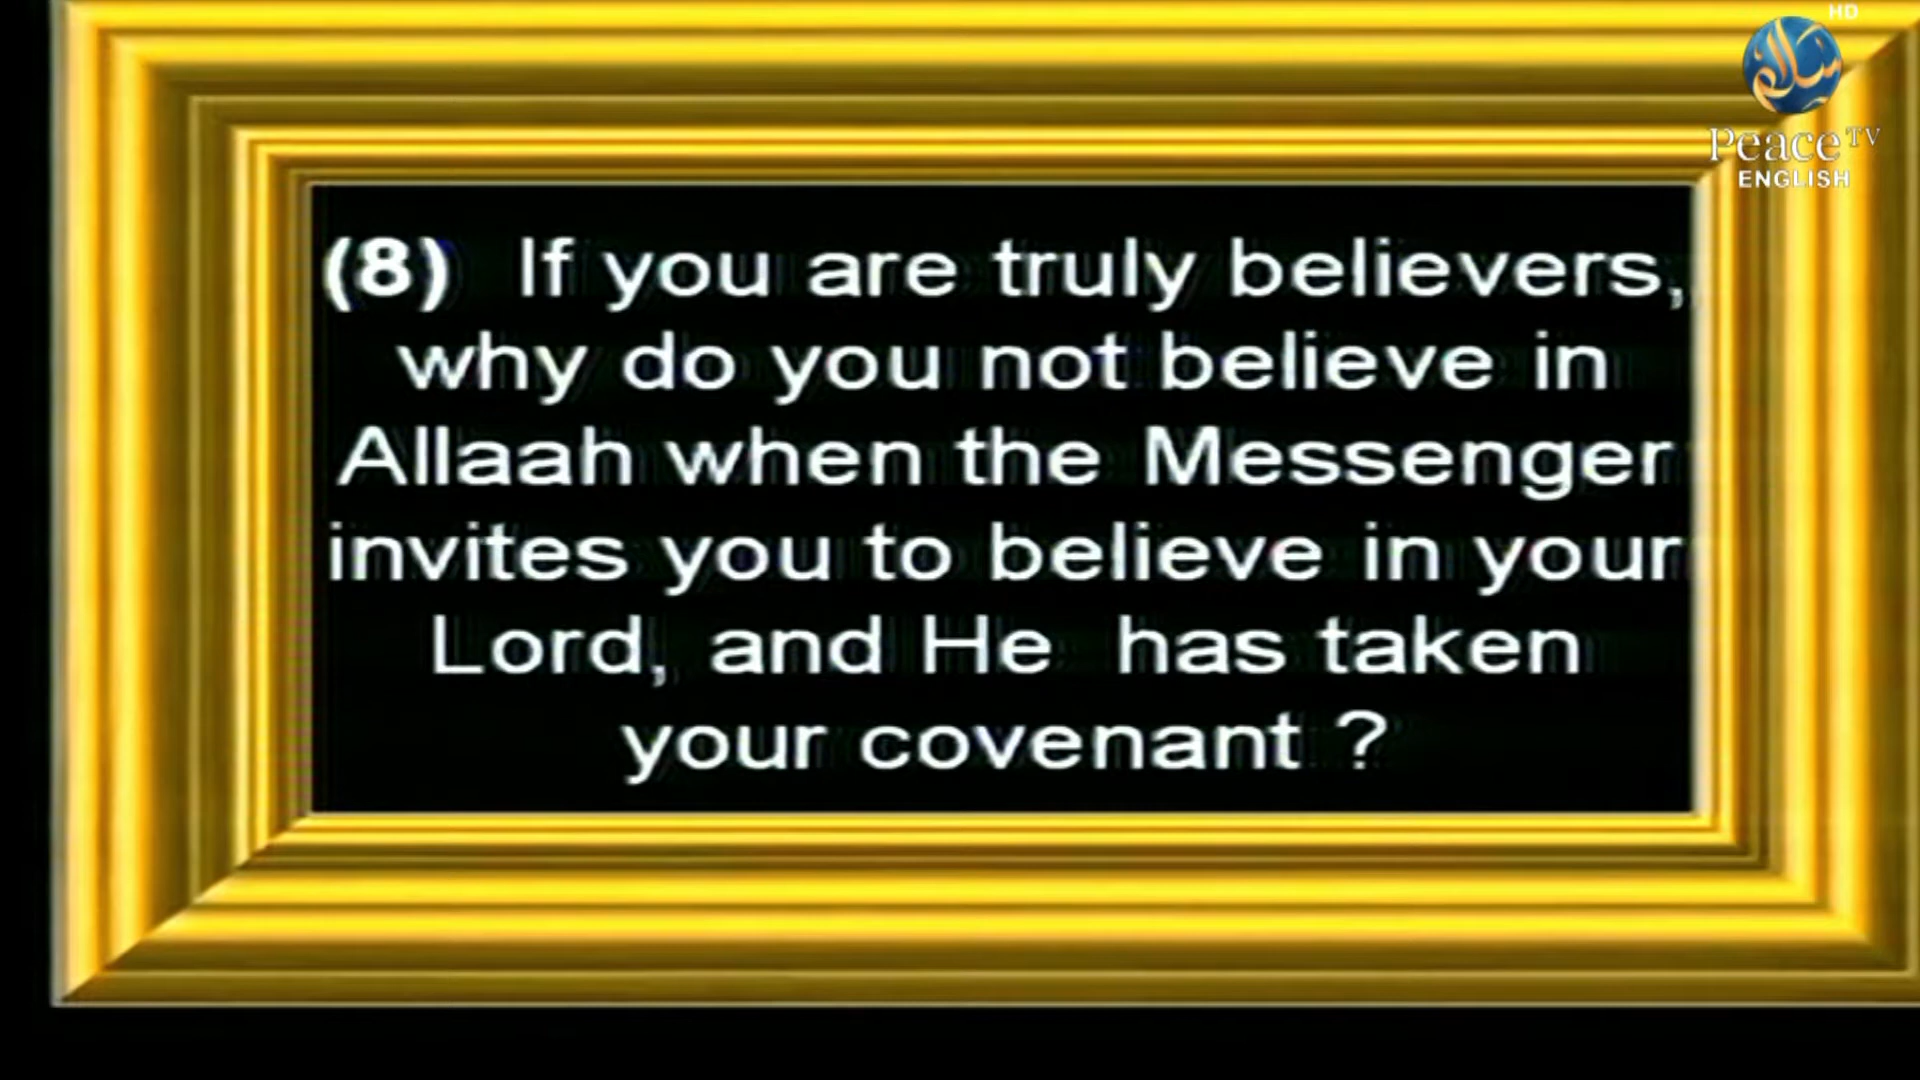 HD
سلام
Peace TV
ENGLISH
(8) If you are truly believers,
why do you not believe in
Allaah when the Messenger
invites you to believe in your
Lord, and He has taken
your covenant ?